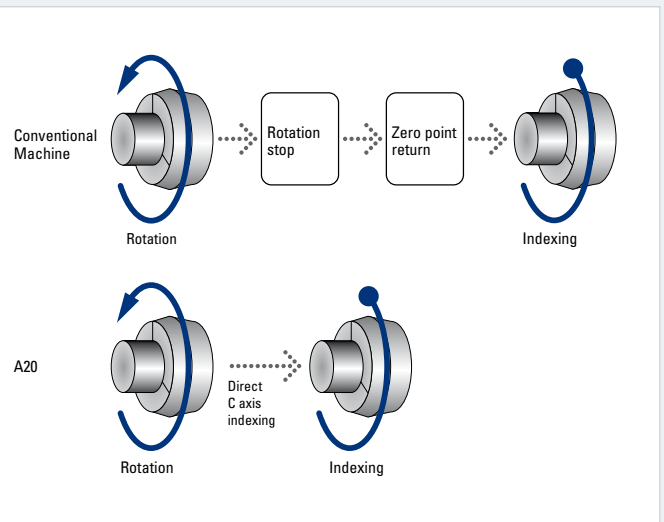 Conventional
Machine
Rotation
stop
Zero point
return
Rotation
Indexing
A20
Direct
C axis
indexing
Rotation
Indexing